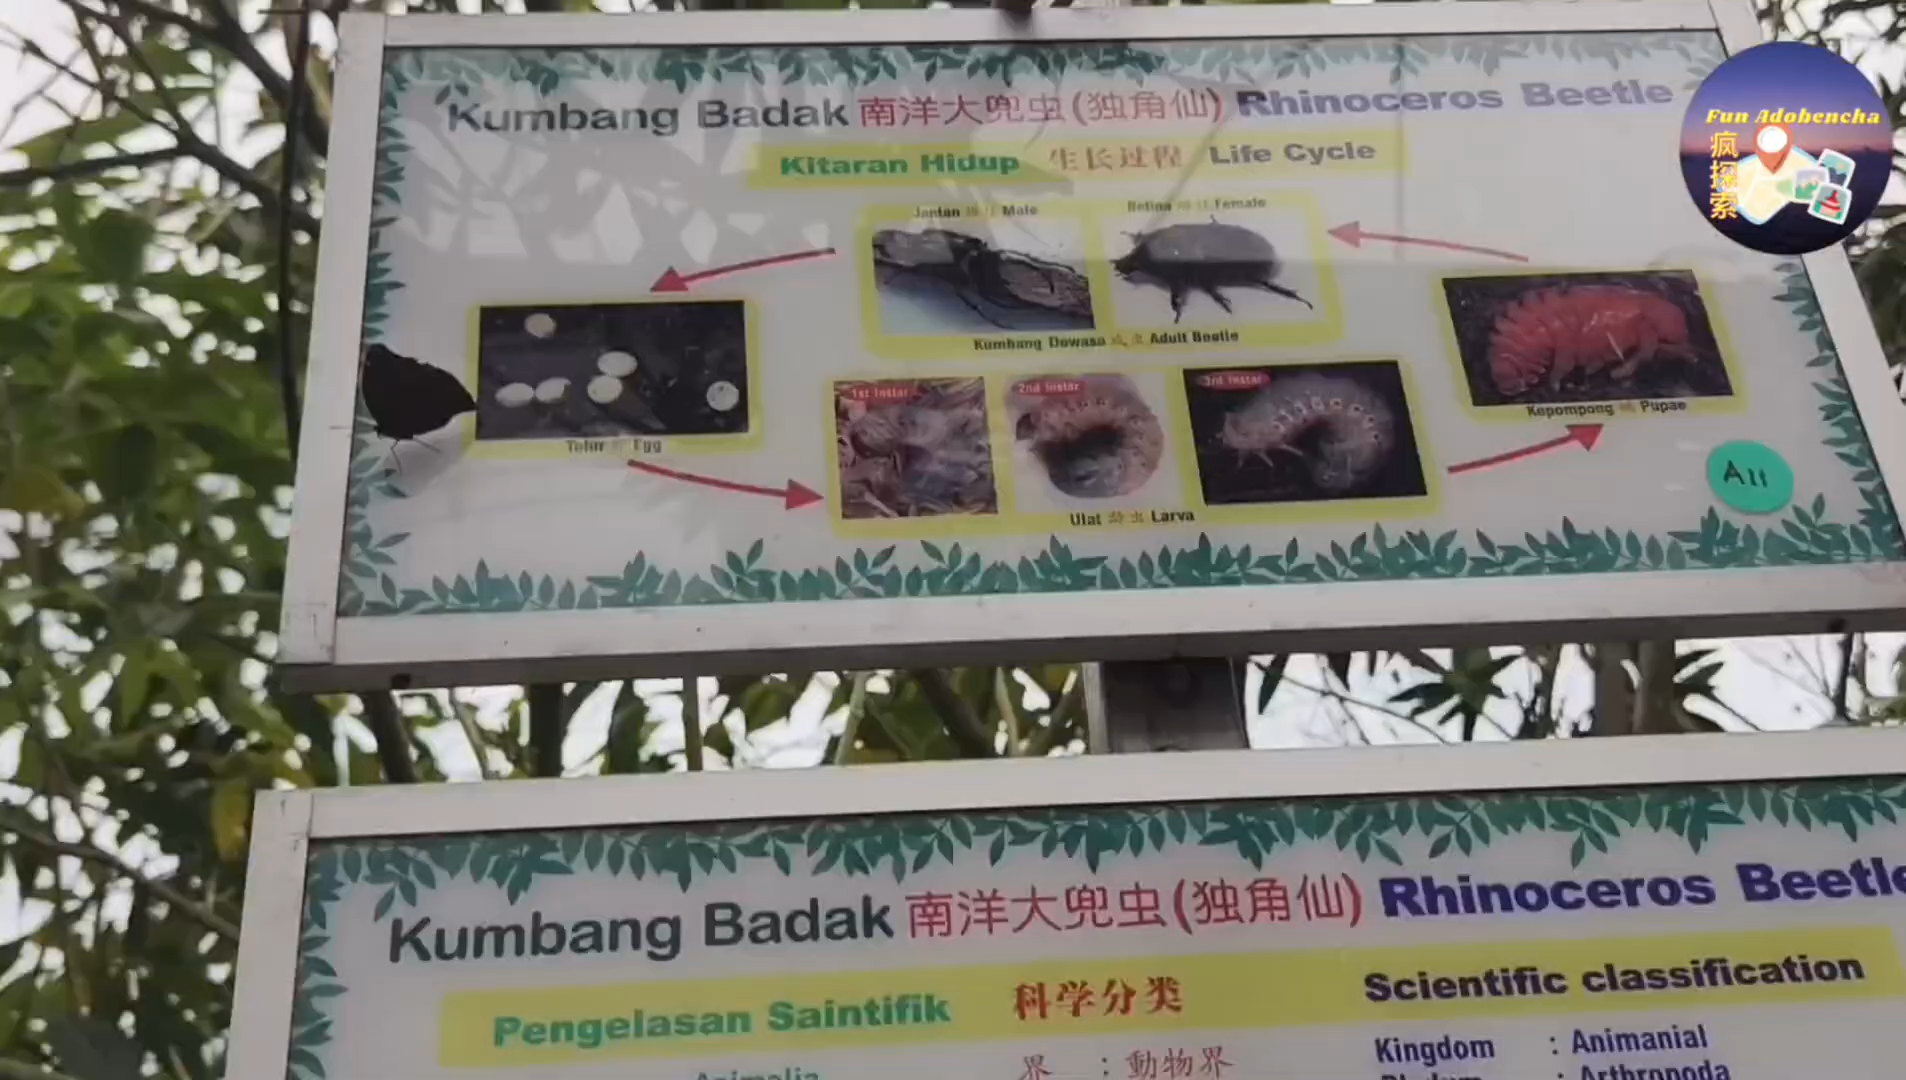 Kumbang Badak 南洋大兜虫(独角仙) Rhinoceros Beetle
Kitaran Hidup 生长过程 Life Cycle
Jantan 雄性 Male
Betina 雌性 Female
Kumbang Dewasa 成虫 Adult Beetle
Telur 卵 Egg
1st Instar
2nd Instar
3rd Instar
Ulat 幼虫 Larva
Kepompong 蛹 Pupae
A11
Fun Adobencha
疯探索
Kumbang Badak 南洋大兜虫(独角仙) Rhinoceros Beetle
Pengelasan Saintifik 科学分类 Scientific classification
Animalia 界 : 動物界 Kingdom : Animanial
Arthropoda